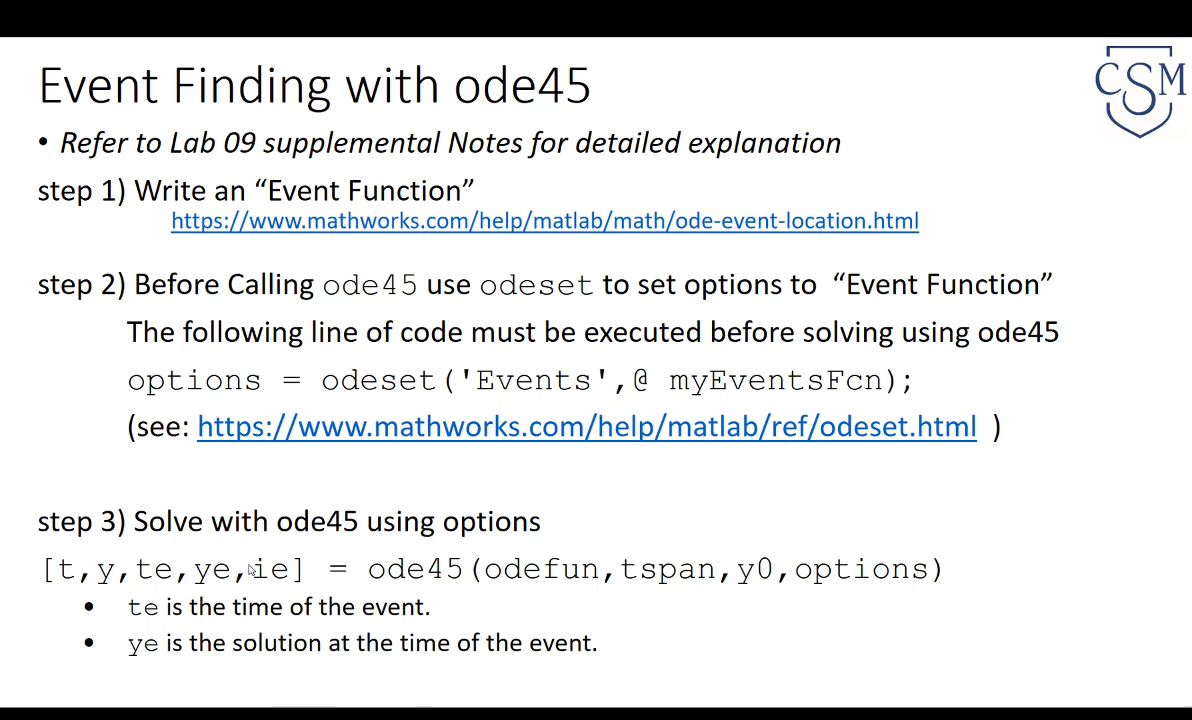 Event Finding with ode45
CSM
• Refer to Lab 09 supplemental Notes for detailed explanation
step 1) Write an “Event Function”
https://www.mathworks.com/help/matlab/math/ode-event-location.html
step 2) Before Calling ode45 use odeset to set options to “Event Function”
The following line of code must be executed before solving using ode45
options = odeset('Events',@ myEventsFcn);
(see: https://www.mathworks.com/help/matlab/ref/odeset.html )
step 3) Solve with ode45 using options
[t,y,te,ye,ie] = ode45(odefun,tspan,y0,options)
• te is the time of the event.
• ye is the solution at the time of the event.